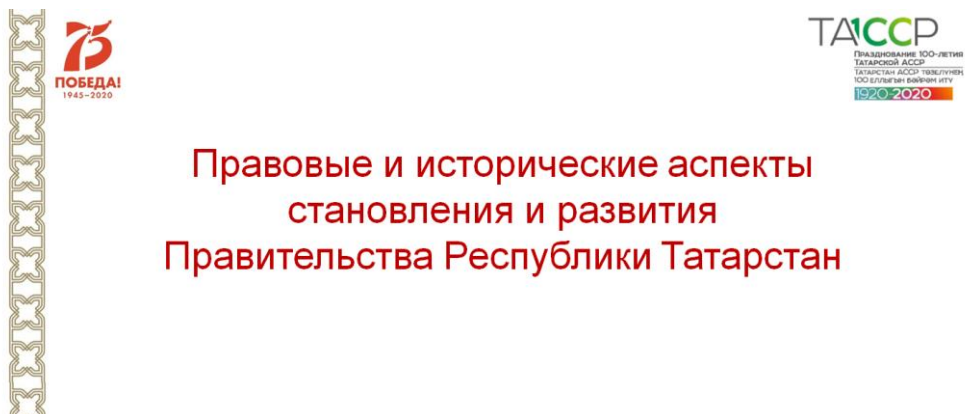 75
ПОБЕДА!
1945–2020
ТАССР
ПРАЗДНОВАНИЕ 100-ЛЕТИЯ
ТАТАРСКОЙ АССР
ТАТАРСТАН АССР ТӨЗЕЛҮНЕҢ
100 ЕЛЛЫГЫН БӘЙРӘМ ИТҮ
1920-2020
Правовые и исторические аспекты
становления и развития
Правительства Республики Татарстан